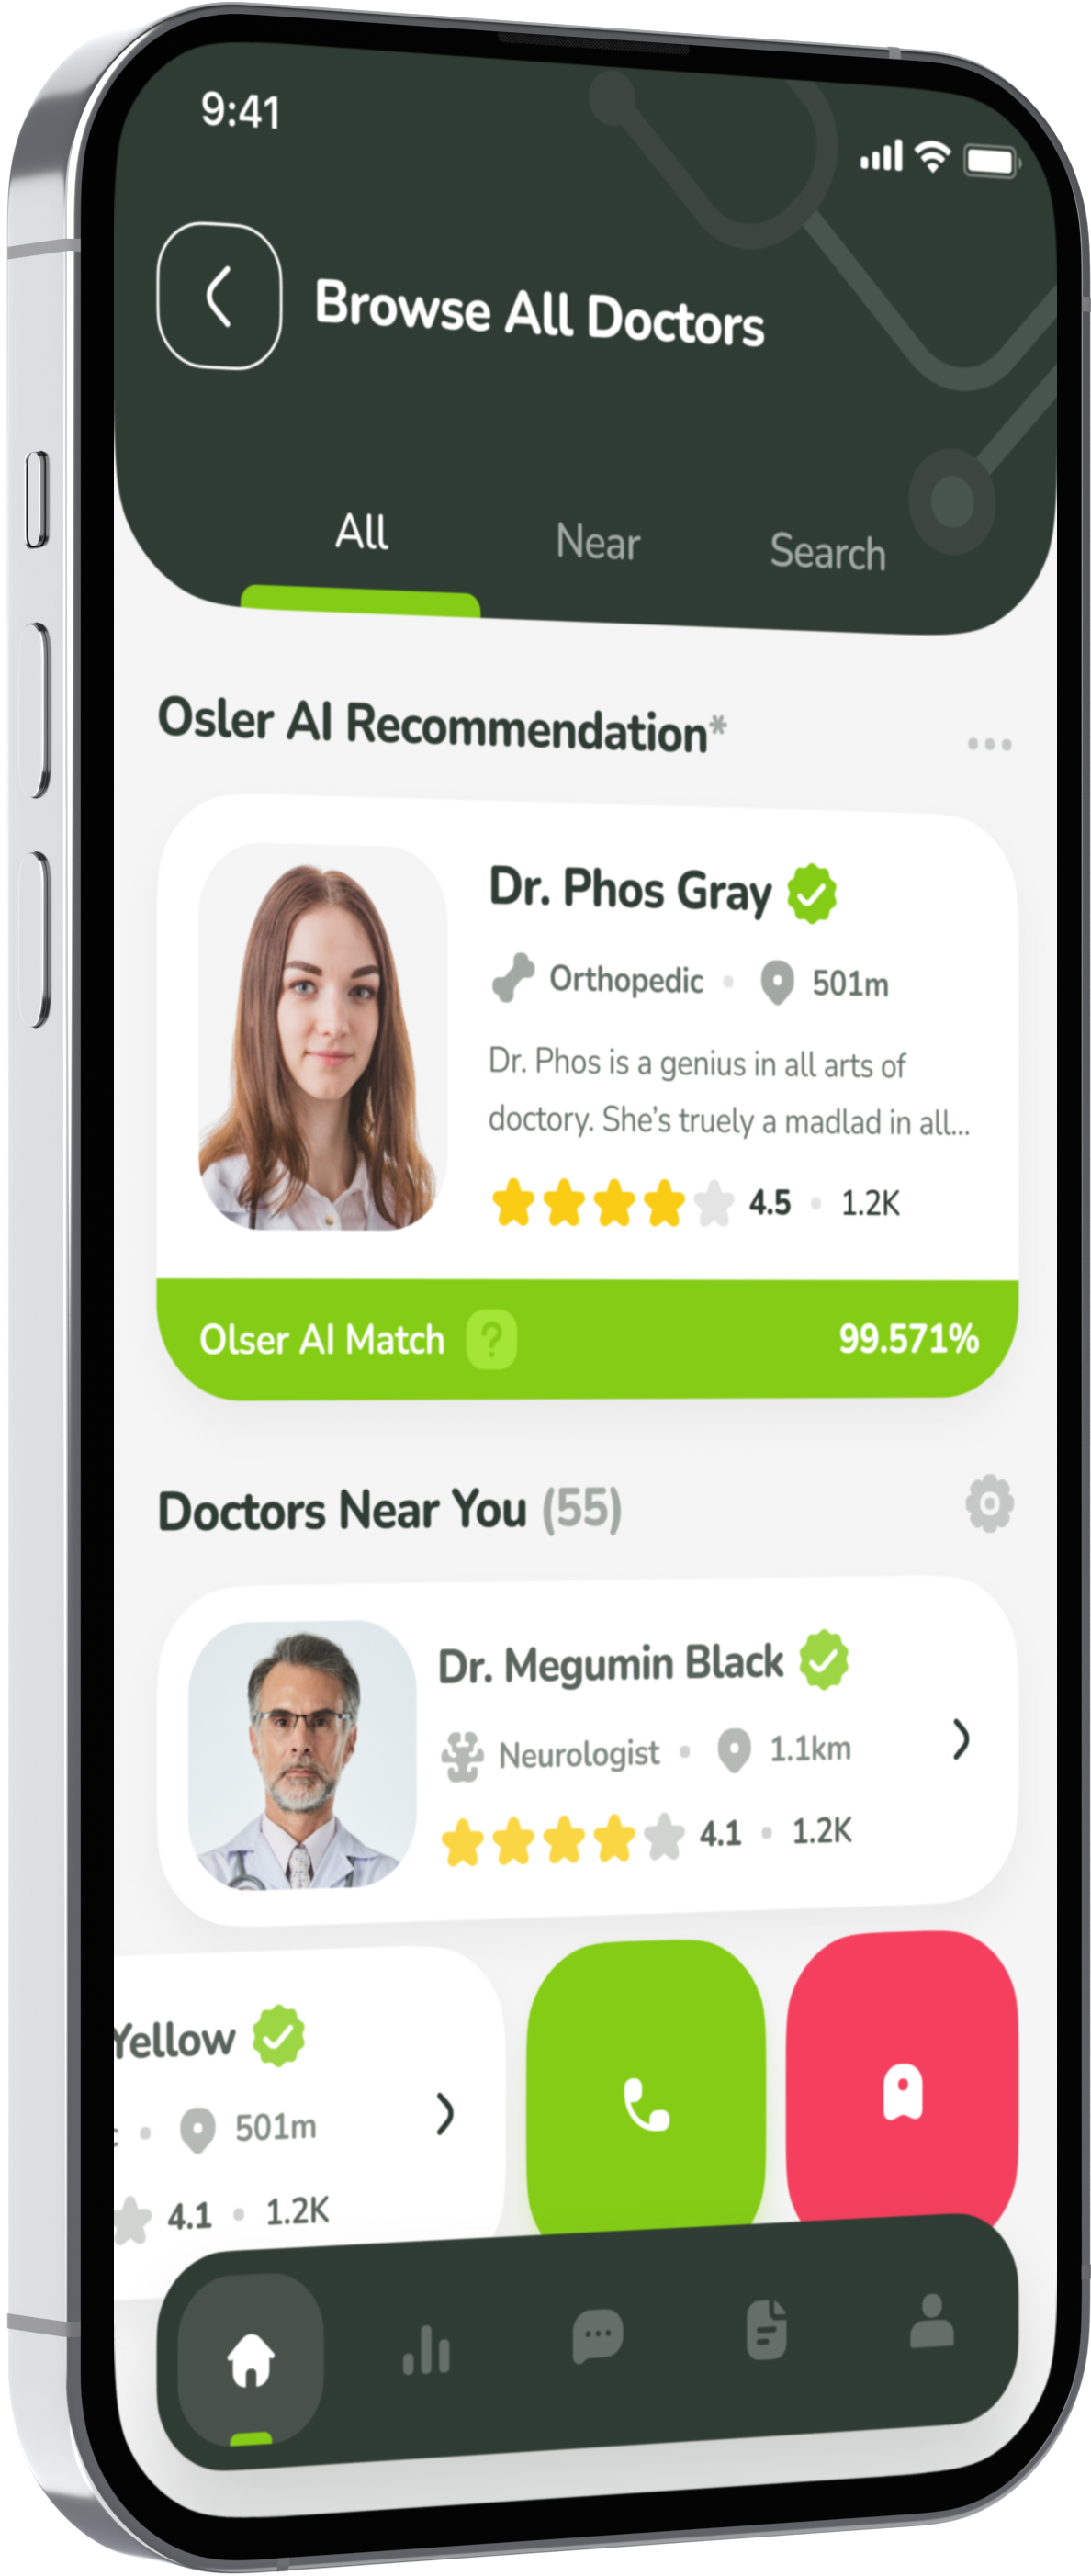 9:41
Browse All Doctors
All Near Search
Osler AI Recommendation*
Dr. Phos Gray
Orthopedic 501m
Dr. Phos is a genius in all arts of
doctory. She's truely a madlad in all...
4.5 1.2K
Olser AI Match ? 99.571%
Doctors Near You (55)
Dr. Megumin Black
Neurologist 1.1km
4.1 1.2K
Yellow
c 501m
4.1 1.2K